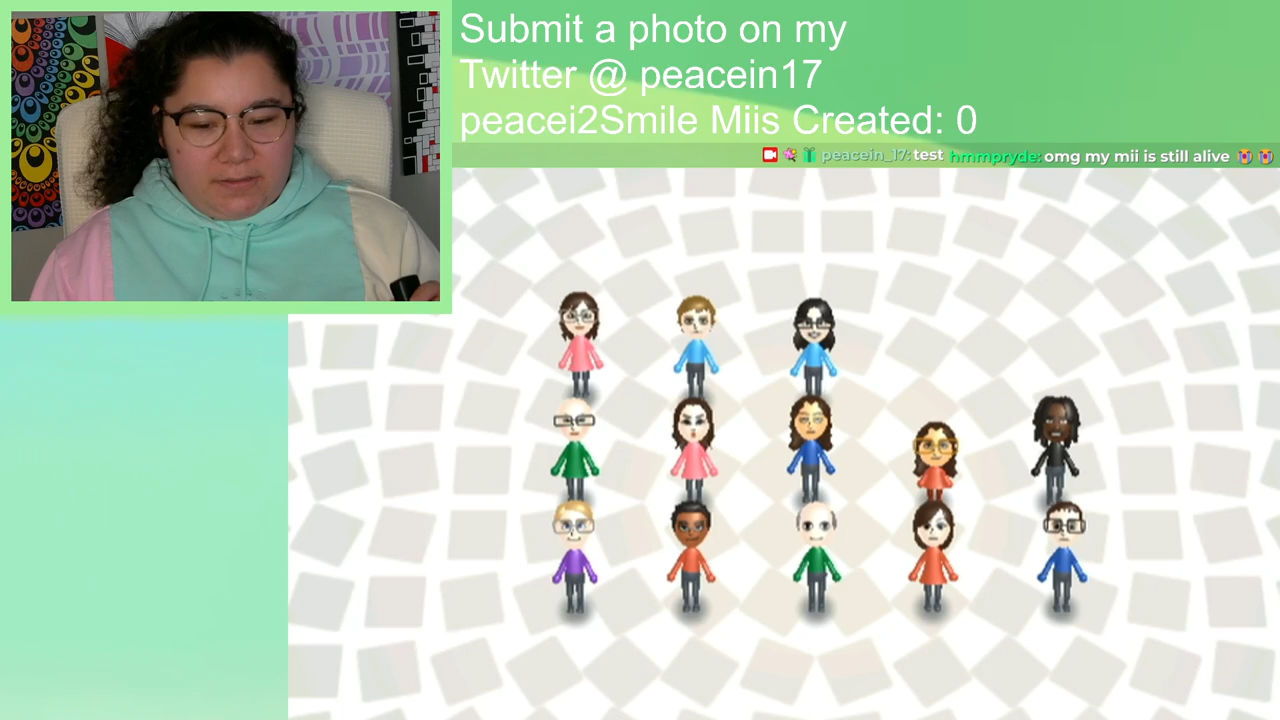 Submit a photo on my
Twitter @ peacein17
peacei2Smile Miis Created: 0
peacein_17: test hmmpryde: omg my mii is still alive